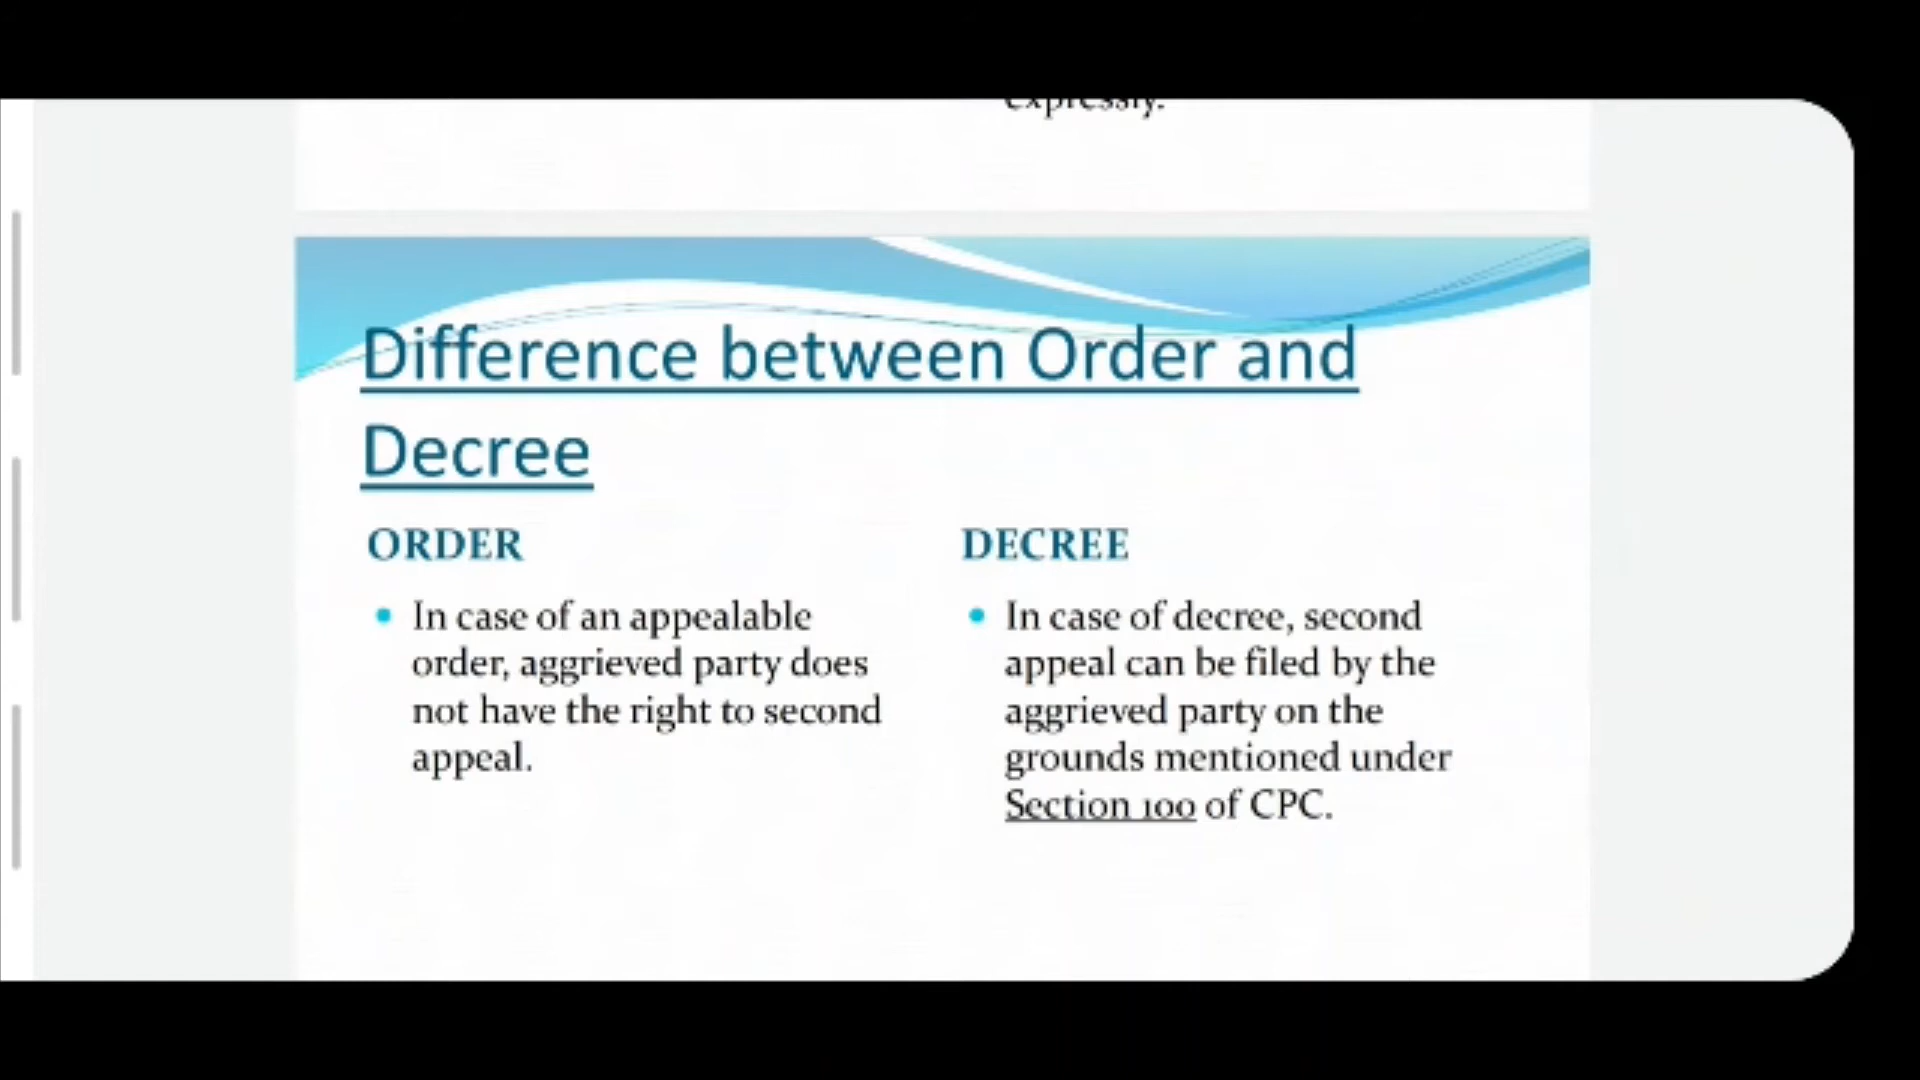 expressly.
Difference between Order and
Decree
ORDER
In case of an appealable
order, aggrieved party does
not have the right to second
appeal.
DECREE
In case of decree, second
appeal can be filed by the
aggrieved party on the
grounds mentioned under
Section 100 of CPC.